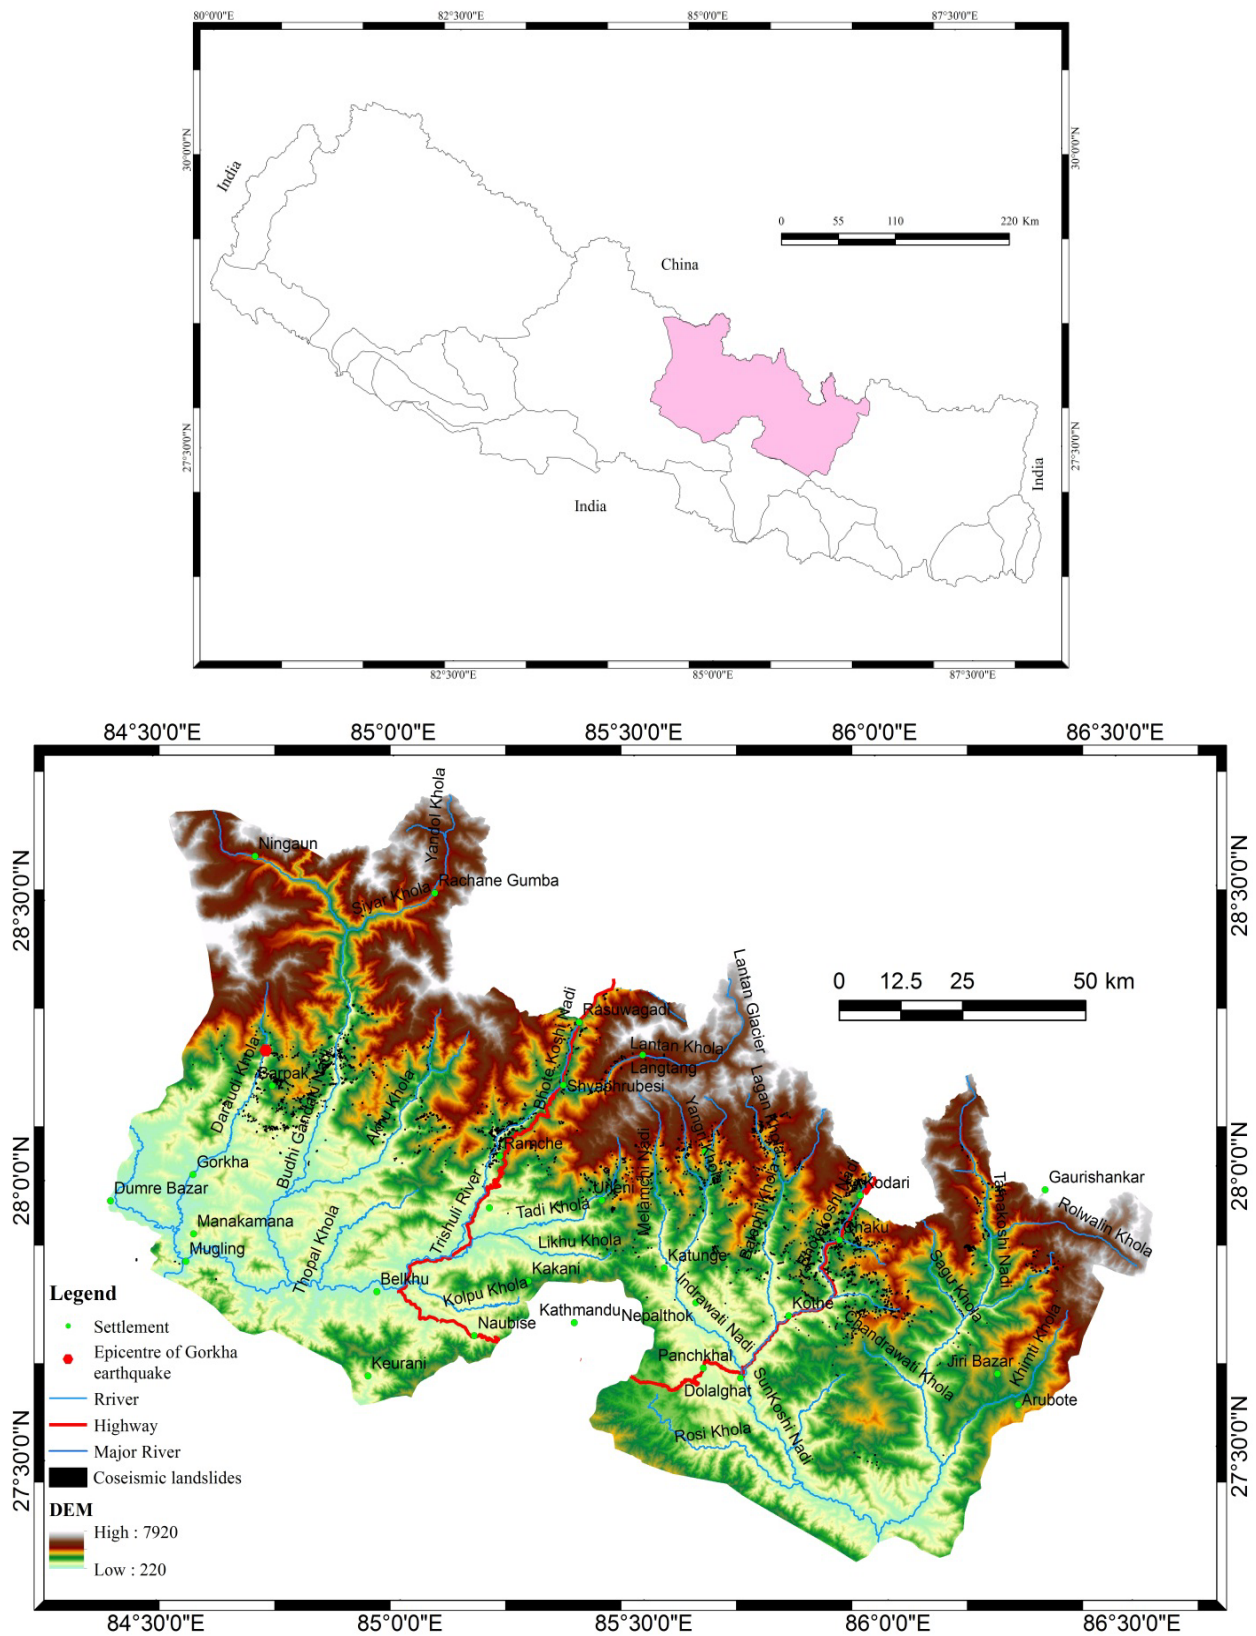 80°0'0"E 82°30'0"E 85°0'0"E 87°30'0"E
30°0'0"N
30°0'0"N
India
0 55 110 220 Km
China
27°30'0"N
27°30'0"N
India
India
82°30'0"E 85°0'0"E 87°30'0"E
84°30'0"E 85°0'0"E 85°30'0"E 86°0'0"E 86°30'0"E
28°30'0"N
28°30'0"N
Ningaun
Yandol Khola
Rachane Gumba
Siyar Khola
0 12.5 25 50 km
Lantan Glacier
Rasuwagadi
Bhote Koshi Nadi
Lantan Khola
Langtang
Daraudi Khola
Barpak
Budhi Gandaki Nadi
Shyaphrubesi
Ankhu Khola
Lagan Khola
Yangri Khola
Ramche
28°0'0"N
28°0'0"N
Gorkha
Dumre Bazar
Urleni
Melamchi Nadi
Kodari
Gaurishankar
Tadi Khola
Trishuli River
Balephi Khola
Bhotekoshi Nadi
Tamakoshi Nadi
Rolwalin Khola
Manakamana
Mugling
Thopal Khola
Likhu Khola
Katunge
Chaku
Kakani
Belkhu
Kolpu Khola
Indrawati Nadi
Sagu Khola
Kathmandu
Nepalthok
Kothe
Naubise
Chandrawati Khola
Khimti Khola
Keurani
Panchkhal
Jiri Bazar
Dolalghat
SunKoshi Nadi
Arubote
Rosi Khola
27°30'0"N
27°30'0"N
Legend
Settlement
Epicentre of Gorkha
earthquake
Rriver
Highway
Major River
Coseismic landslides
DEM
High : 7920
Low : 220
84°30'0"E 85°0'0"E 85°30'0"E 86°0'0"E 86°30'0"E